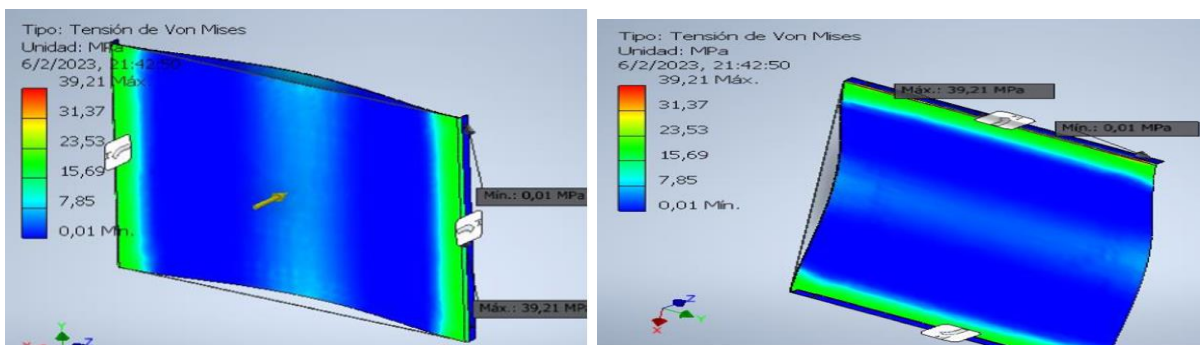 Tipo: Tensión de Von Mises
Unidad: MPa
6/2/2023, 21:42:50
39,21 Máx.
31,37
23,53
15,69
7,85
0,01 Mín.
Mín.: 0,01 MPa
Máx.: 39,21 MPa
Y
Z
X
Tipo: Tensión de Von Mises
Unidad: MPa
6/2/2023, 21:42:50
39,21 Máx.
31,37
23,53
15,69
7,85
0,01 Mín.
Máx.: 39,21 MPa
Mín.: 0,01 MPa
Z
Y
X